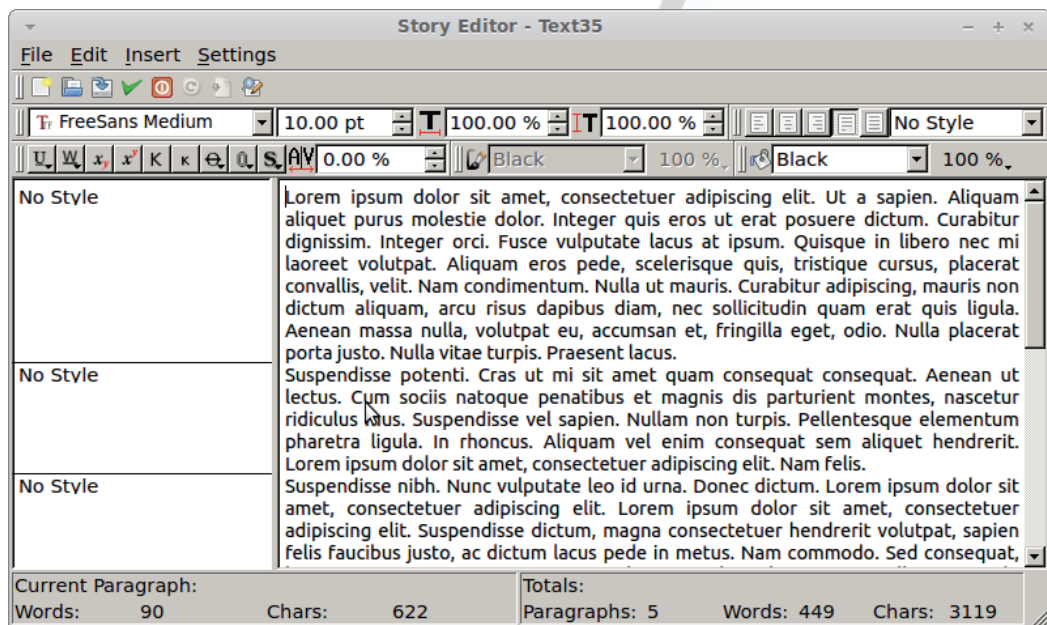 Story Editor - Text35
File Edit Insert Settings
FreeSans Medium 10.00 pt 100.00 % 100.00 % No Style
0.00 % Black 100 % Black 100 %
No Style
Lorem ipsum dolor sit amet, consectetuer adipiscing elit. Ut a sapien. Aliquam
aliquet purus molestie dolor. Integer quis eros ut erat posuere dictum. Curabitur
dignissim. Integer orci. Fusce vulputate lacus at ipsum. Quisque in libero nec mi
laoreet volutpat. Aliquam eros pede, scelerisque quis, tristique cursus, placerat
convallis, velit. Nam condimentum. Nulla ut mauris. Curabitur adipiscing, mauris non
dictum aliquam, arcu risus dapibus diam, nec sollicitudin quam erat quis ligula.
Aenean massa nulla, volutpat eu, accumsan et, fringilla eget, odio. Nulla placerat
porta justo. Nulla vitae turpis. Praesent lacus.
No Style
Suspendisse potenti. Cras ut mi sit amet quam consequat consequat. Aenean ut
lectus. Cum sociis natoque penatibus et magnis dis parturient montes, nascetur
ridiculus mus. Suspendisse vel sapien. Nullam non turpis. Pellentesque elementum
pharetra ligula. In rhoncus. Aliquam vel enim consequat sem aliquet hendrerit.
Lorem ipsum dolor sit amet, consectetuer adipiscing elit. Nam felis.
No Style
Suspendisse nibh. Nunc vulputate leo id urna. Donec dictum. Lorem ipsum dolor sit
amet, consectetuer adipiscing elit. Lorem ipsum dolor sit amet, consectetuer
adipiscing elit. Suspendisse dictum, magna consectetuer hendrerit volutpat, sapien
felis faucibus justo, ac dictum lacus pede in metus. Nam commodo. Sed consequat,
Current Paragraph: Totals:
Words: 90 Chars: 622 Paragraphs: 5 Words: 449 Chars: 3119